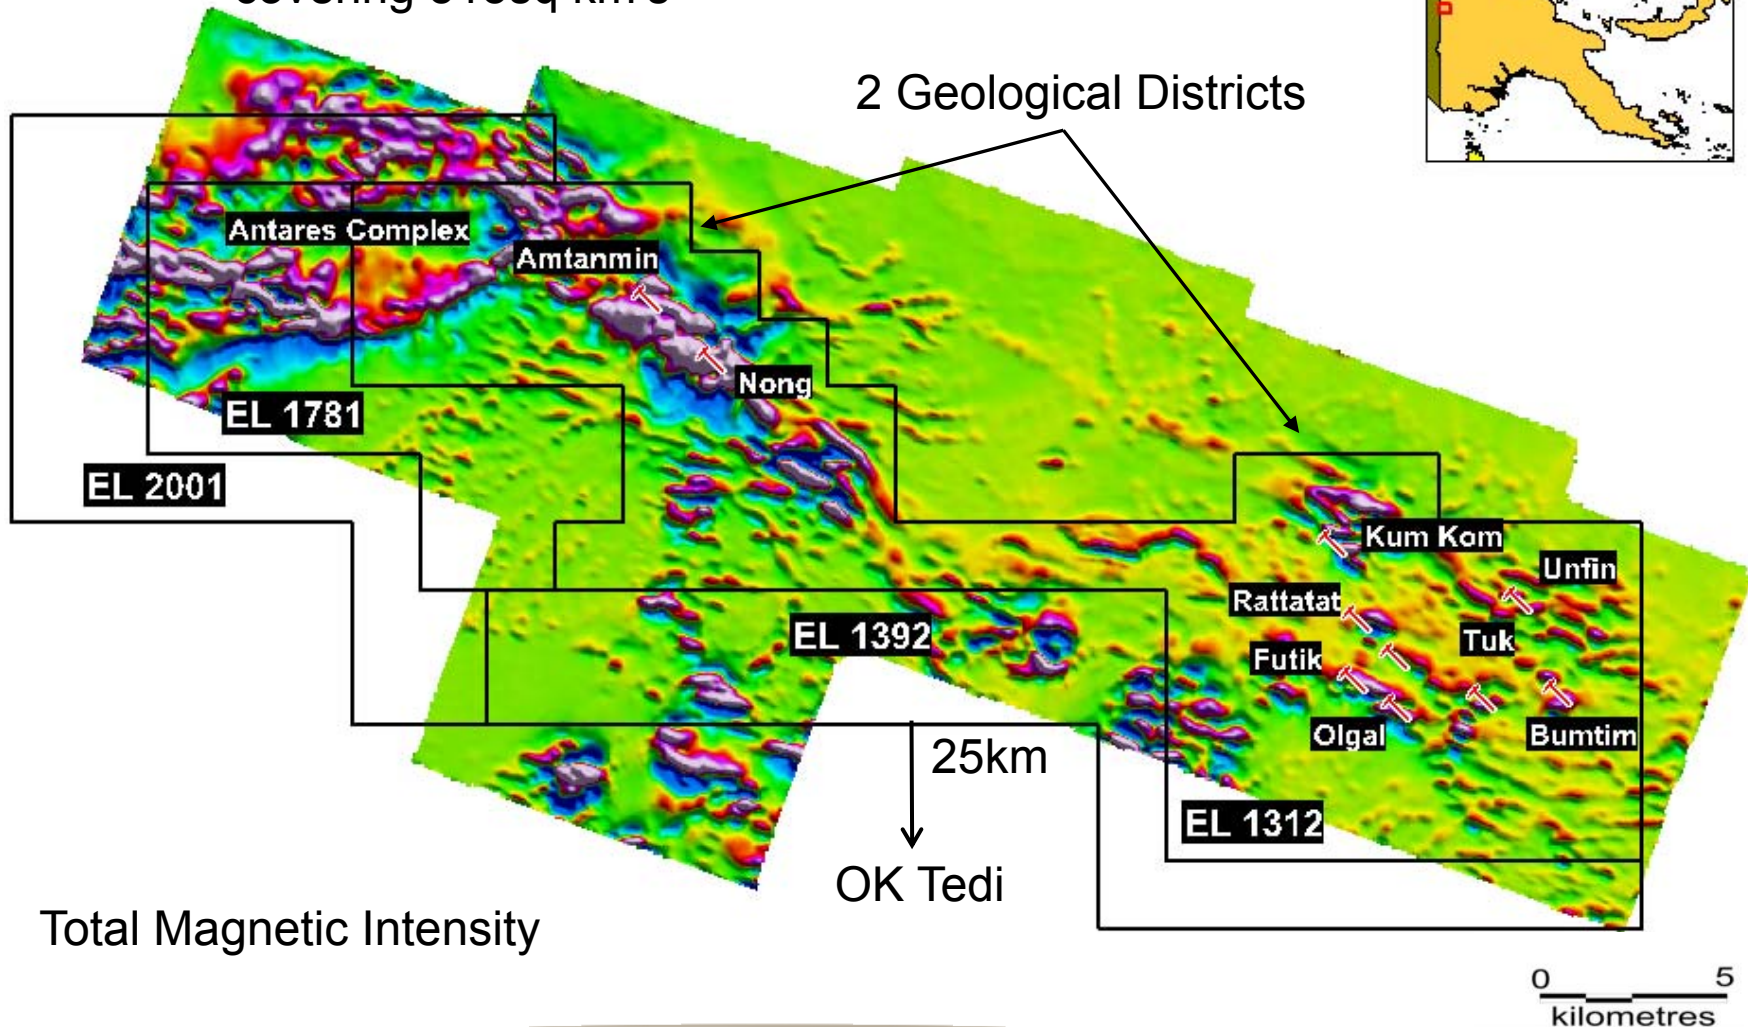 2 Geological Districts
Antares Complex
Amtanmin
Nong
EL 1781
EL 2001
Kum Kom
Unfin
Rattatat
Tuk
EL 1392
Futik
Olgal
Bumtim
25km
EL 1312
OK Tedi
Total Magnetic Intensity
0 5
kilometres